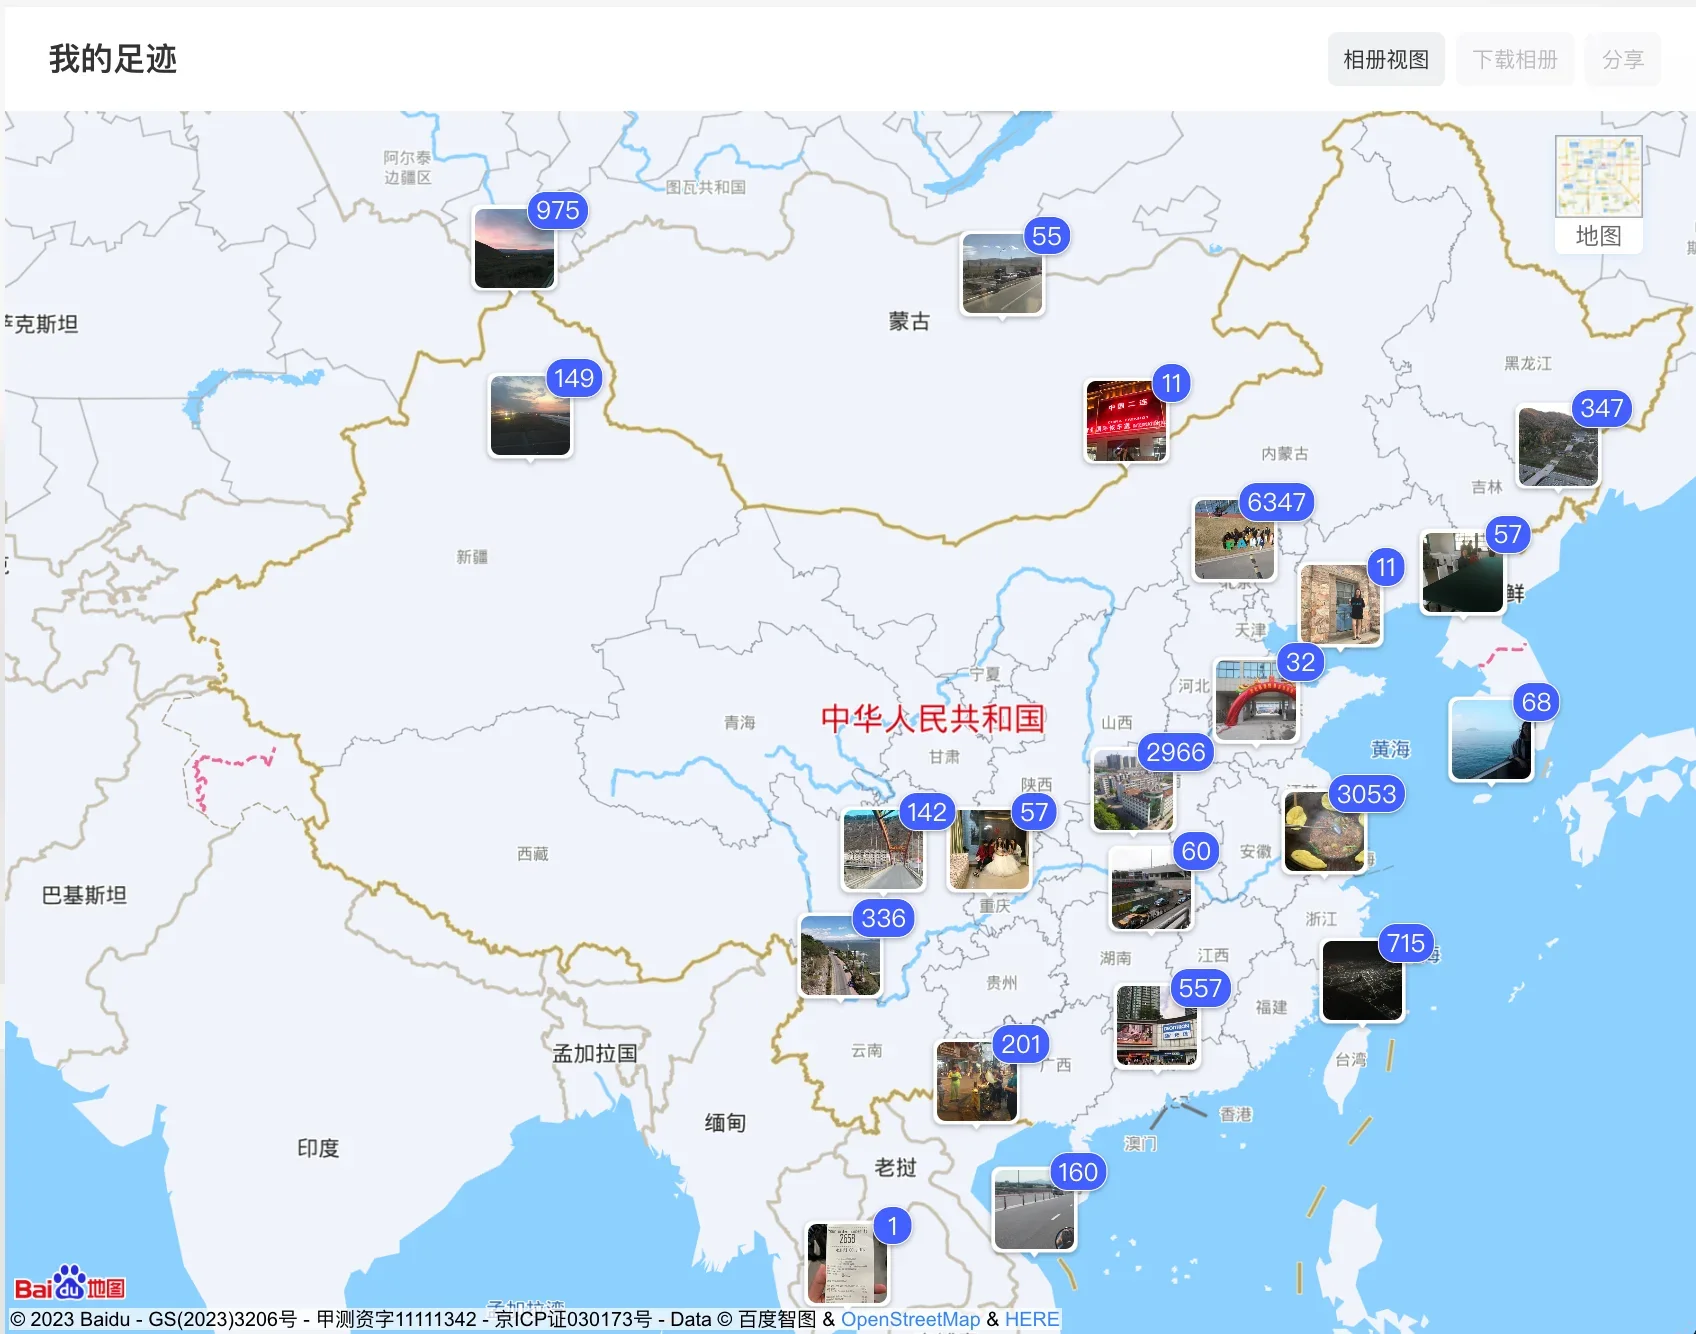 我的足迹
相册视图
下载相册
分享
阿尔泰
边疆区
图瓦共和国
975
55
地图
蒙古
黑龙江
149
11
347
中国二连
内蒙古
吉林
6347
57
新疆
11
鲜
天津
32
宁夏
河北
68
青海
中华人民共和国
山西
黄海
甘肃
2966
陕西
3053
142
57
60
安徽
西藏
巴基斯坦
重庆
336
浙江
715
湖南
江西
贵州
557
福建
孟加拉国
云南
201
广西
台湾
香港
缅甸
澳门
印度
老挝
160
1
2658
Bai du 地图
© 2023 Baidu - GS(2023)3206号 - 甲测资字11111342 - 京ICP证030173号 - Data © 百度智图 & OpenStreetMap & HERE